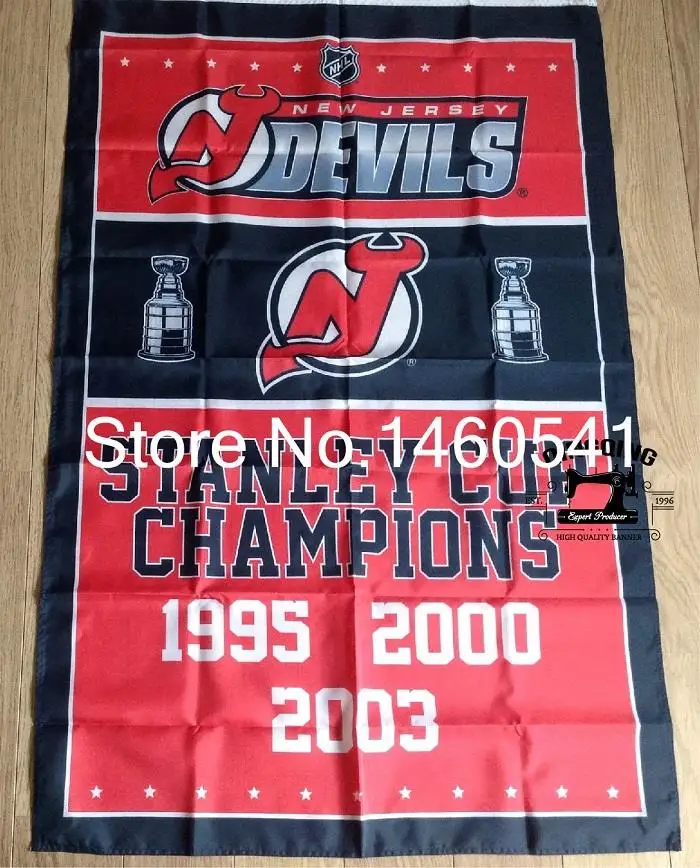 NHL
NEW JERSEY
DEVILS
®
®
Store No 1460541
STANLEY CUP
CHAMPIONS
EST. 1996
Expert Producer
HIGH QUALITY BANNER
1995 2000
2003